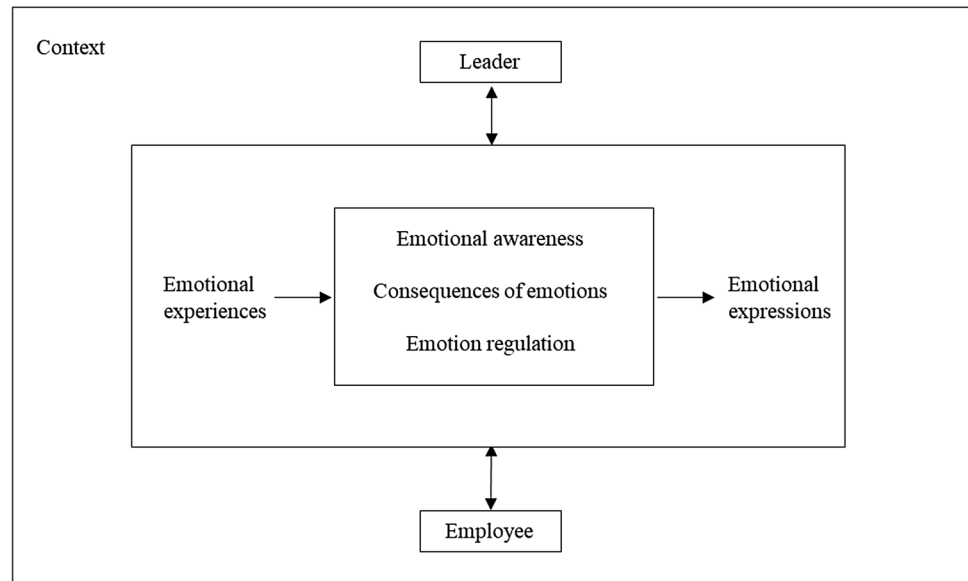 Context
Leader
Emotional awareness
Emotional
experiences
Consequences of emotions
Emotional
expressions
Emotion regulation
Employee